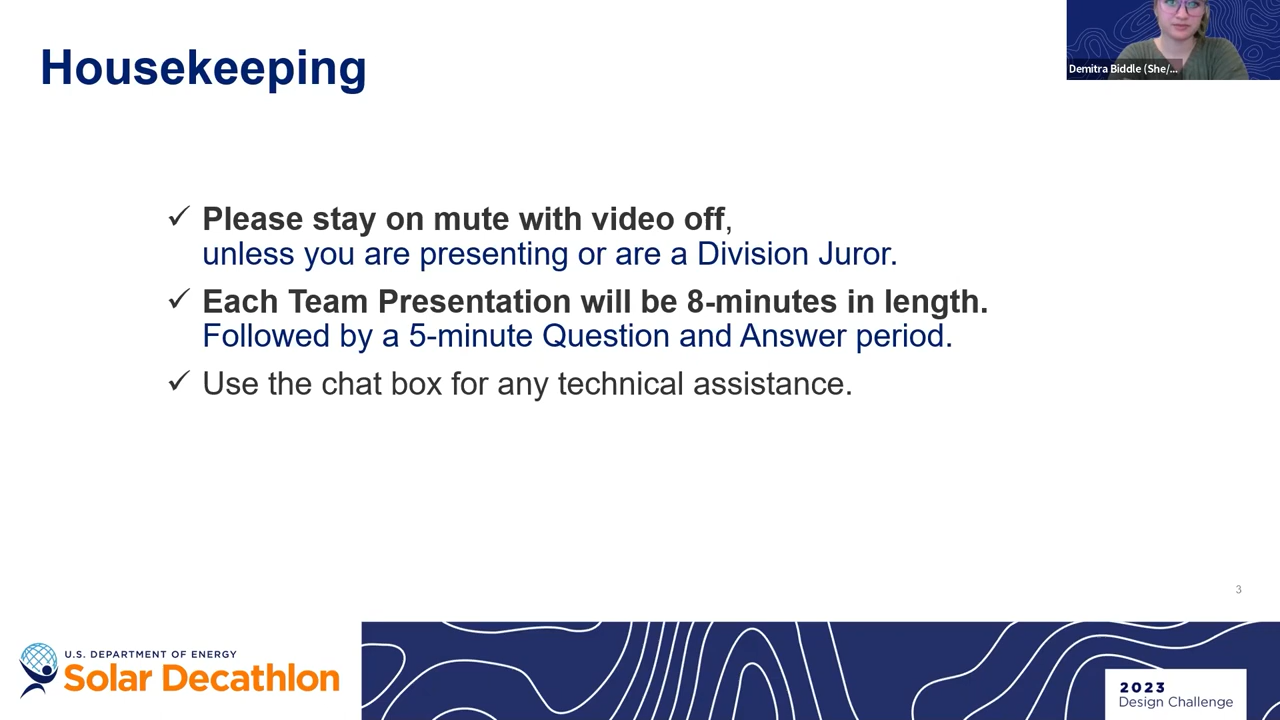 Housekeeping
Demitra Biddle (She/...
✓ Please stay on mute with video off,
unless you are presenting or are a Division Juror.
✓ Each Team Presentation will be 8-minutes in length.
Followed by a 5-minute Question and Answer period.
✓ Use the chat box for any technical assistance.
3
U.S. DEPARTMENT OF ENERGY
Solar Decathlon
2023
Design Challenge